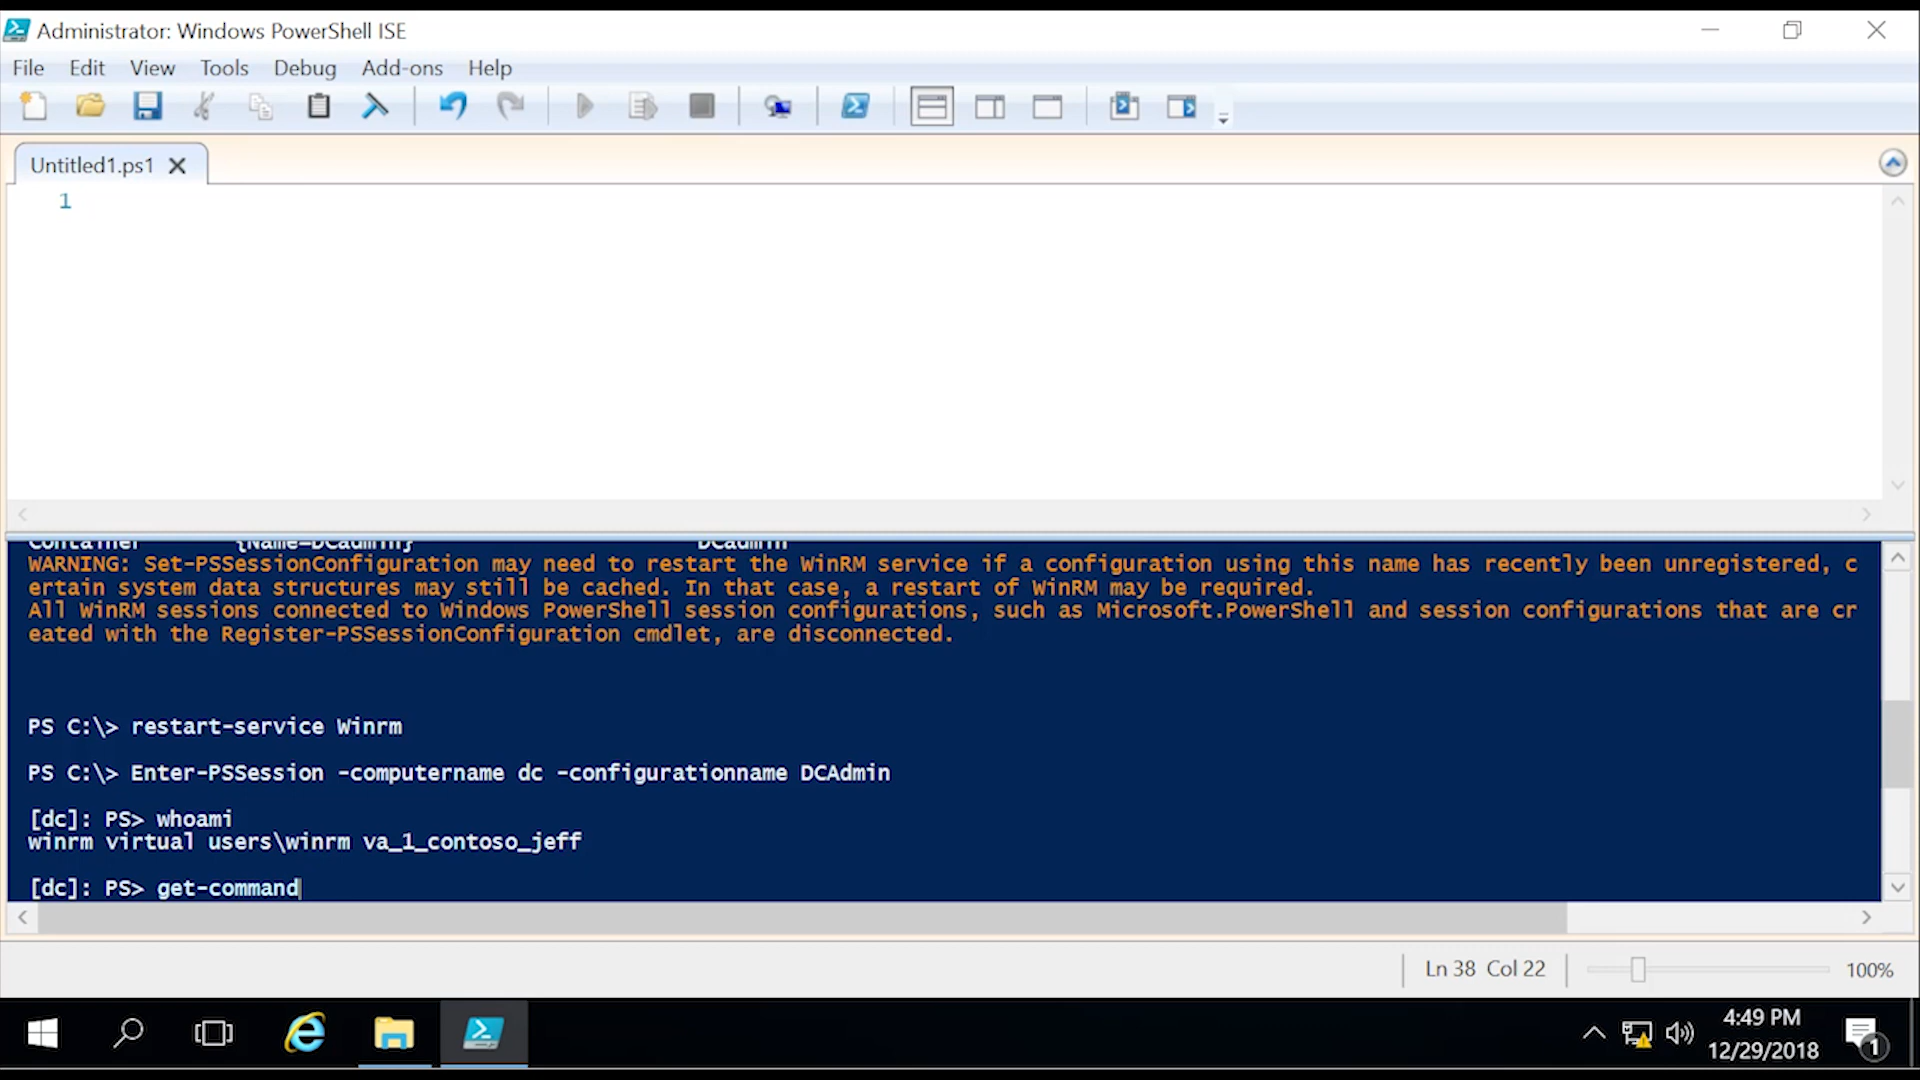 Administrator: Windows PowerShell ISE
File Edit View Tools Debug Add-ons Help
Untitled1.ps1
1
Container {Name=DCadmin} DCadmin
WARNING: Set-PSSessionConfiguration may need to restart the WinRM service if a configuration using this name has recently been unregistered, c
ertain system data structures may still be cached. In that case, a restart of WinRM may be required.
All WinRM sessions connected to Windows PowerShell session configurations, such as Microsoft.PowerShell and session configurations that are cr
eated with the Register-PSSessionConfiguration cmdlet, are disconnected.
PS C:\> restart-service Winrm
PS C:\> Enter-PSSession -computername dc -configurationname DCAdmin
[dc]: PS> whoami
winrm virtual users\winrm va_1_contoso_jeff
[dc]: PS> get-command
Ln 38 Col 22 100%
4:49 PM
12/29/2018
1